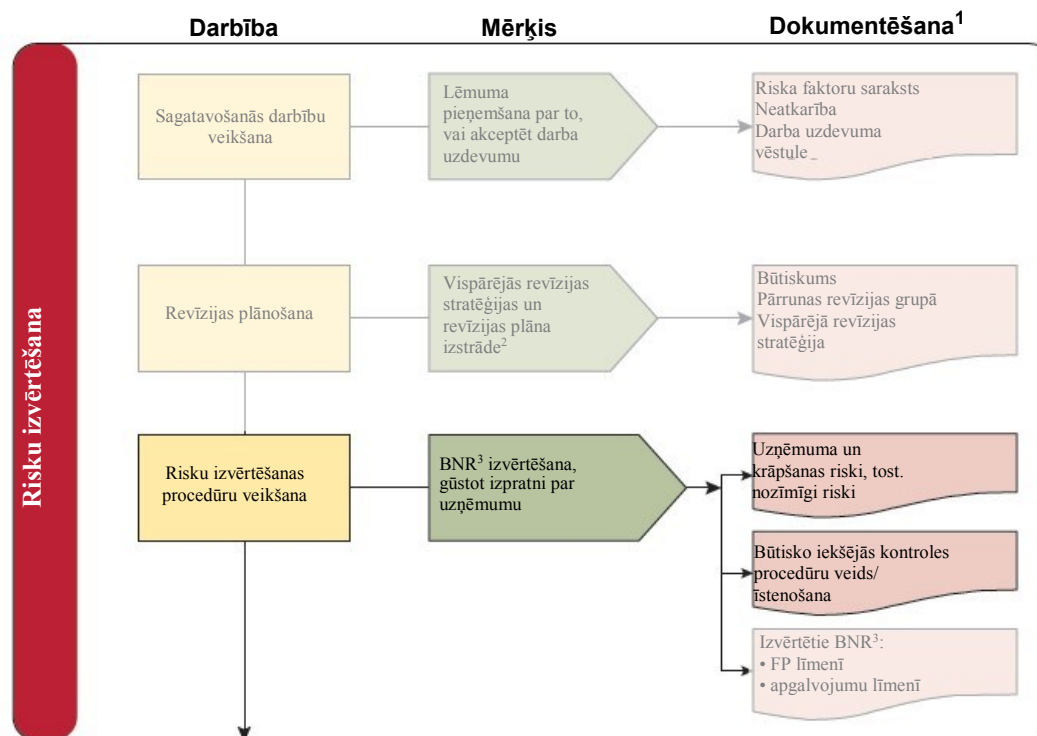 Darbība
Mērķis
Dokumentēšana¹
Risku izvērtēšana
Sagatavošanās darbību
veikšana
Lēmuma
pieņemšana par to,
vai akceptēt darba
uzdevumu
Riska faktoru saraksts
Neatkarība
Darba uzdevuma
vēstule
Revīzijas plānošana
Vispārējās revīzijas
stratēģijas un
revīzijas plāna
izstrāde²
Būtiskums
Pārrunas revīzijas grupā
Vispārējā revīzijas
stratēģija
Risku izvērtēšanas
procedūru veikšana
BNR³ izvērtēšana,
gūstot izpratni par
uzņēmumu
Uzņēmuma un
krāpšanas riski, tost.
nozīmīgi riski
Būtisko iekšējās kontroles
procedūru veids/
īstenošana
Izvērtētie BNR³:
• FP līmenī
• apgalvojumu līmenī